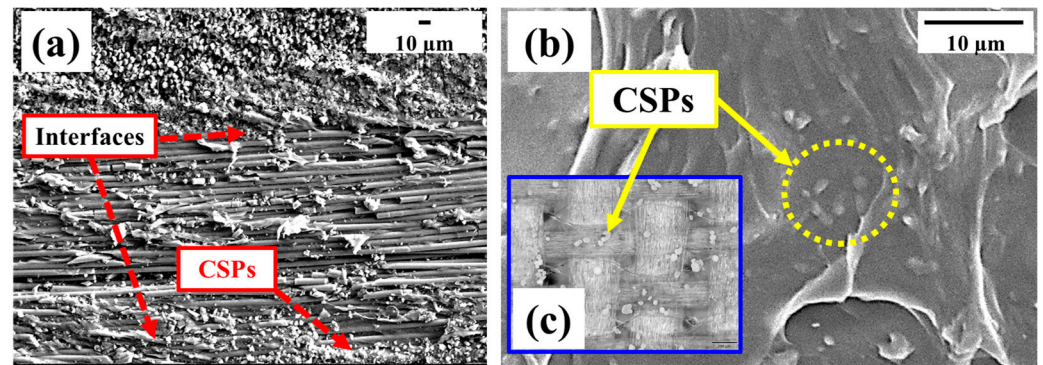 (a)
10 μm
Interfaces
CSPs
(b)
10 μm
CSPs
(c)